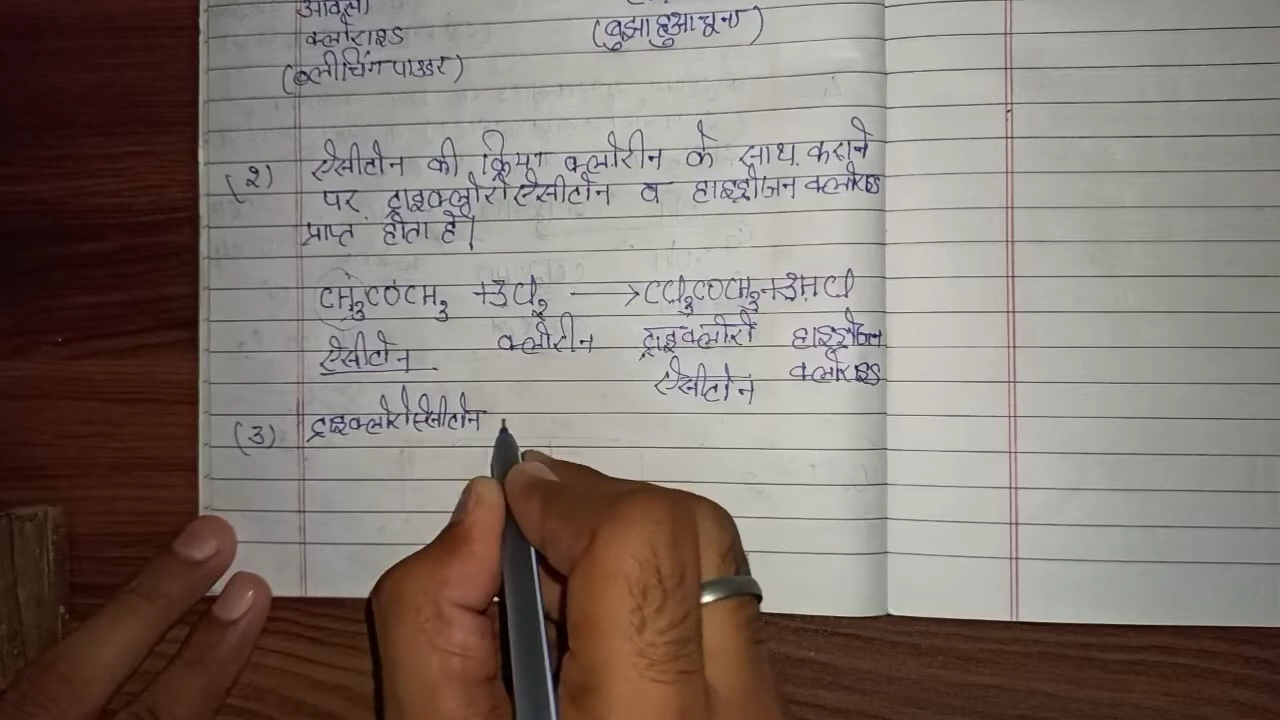 क्लोराइड
(बुझा हुआ चूना)
(ब्लीचिंग पाउडर)
(२) ऐसीटोन की क्रिया क्लोरीन के साथ कराने
पर ट्राइक्लोरोऐसीटोन व हाइड्रोजन क्लोराइड
प्राप्त होता है।
CH₃COCH₃ +3Cl₂ ⟶ CCl₃COCH₃+3HCl
ऐसीटोन क्लोरीन ट्राइक्लोरो हाइड्रोजन
ऐसीटोन क्लोराइड
(3) ट्राइक्लोरोऐसीटोन